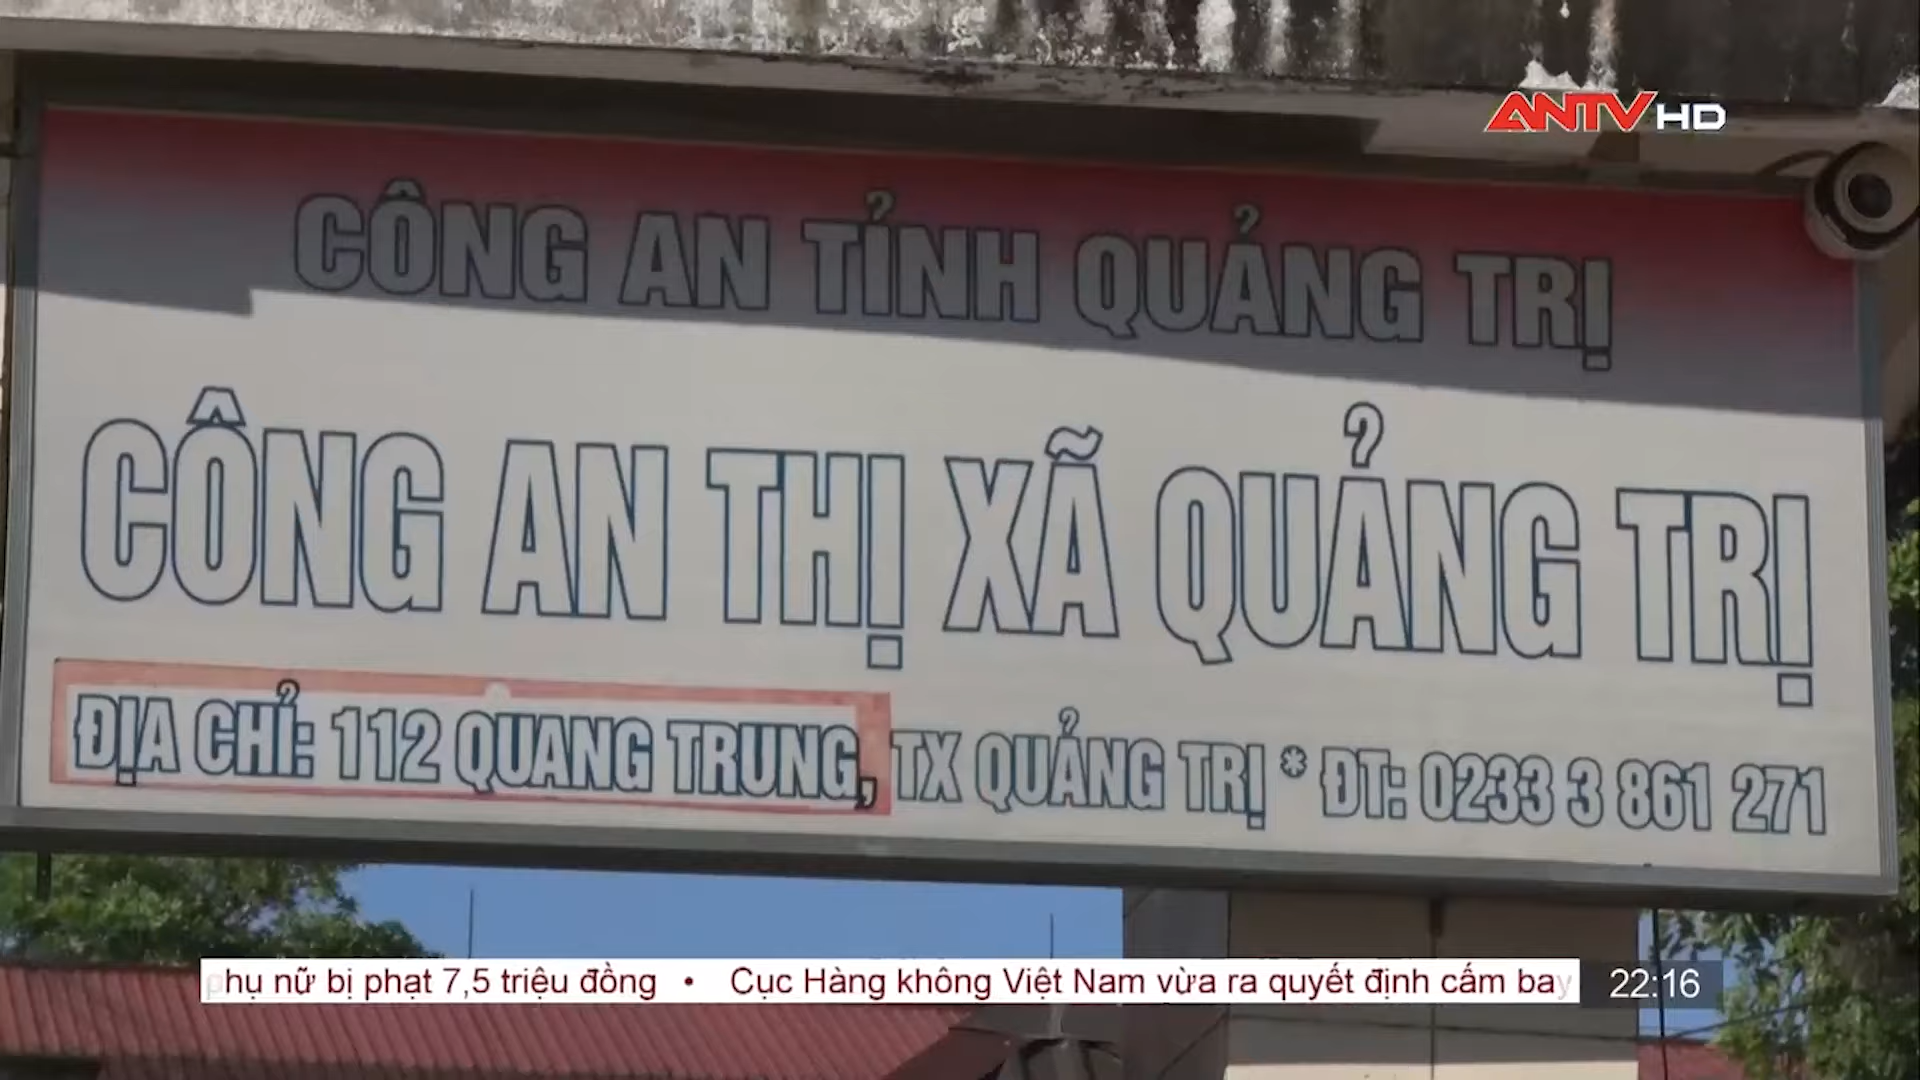 ANTV HD
CÔNG AN TỈNH QUẢNG TRỊ
CÔNG AN THỊ XÃ QUẢNG TRỊ
ĐỊA CHỈ: 112 QUANG TRUNG, TX QUẢNG TRỊ * ĐT: 0233 3 861 271
phụ nữ bị phạt 7,5 triệu đồng • Cục Hàng không Việt Nam vừa ra quyết định cấm bay 22:16